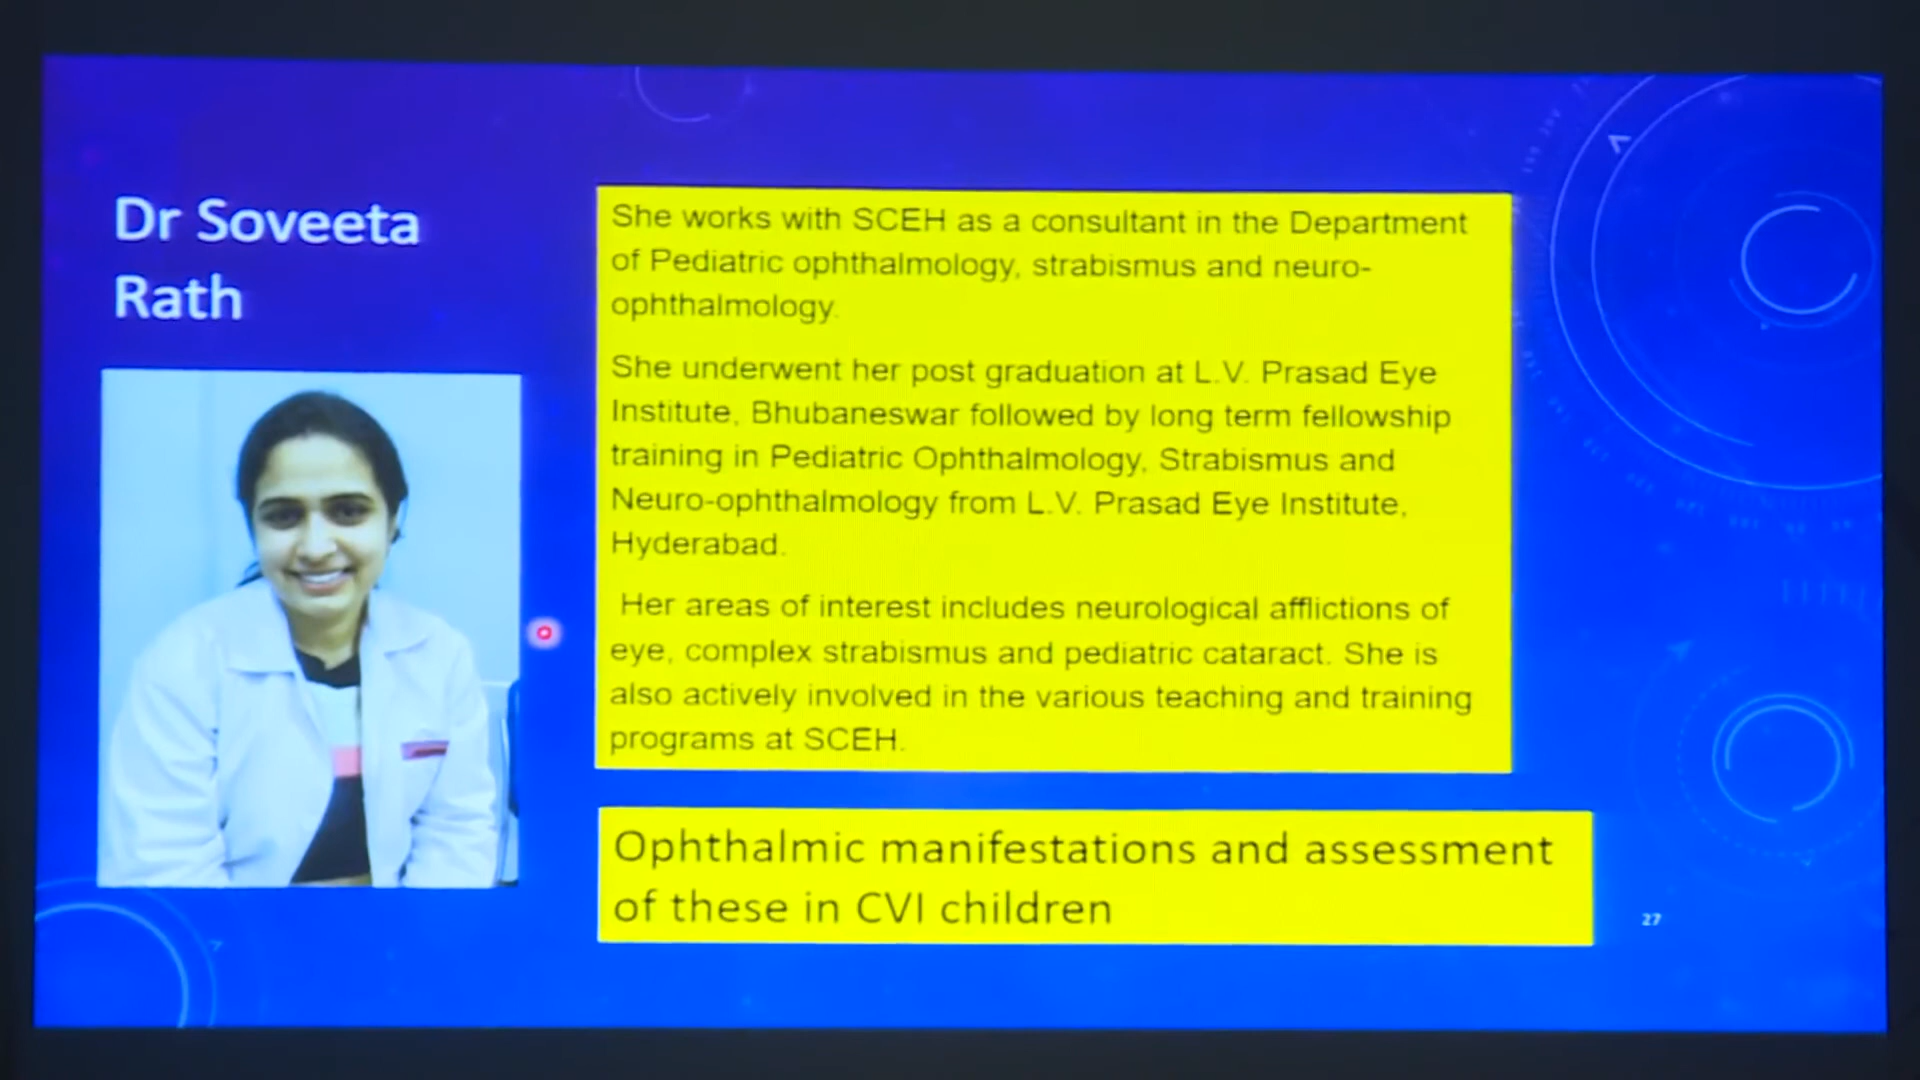 Dr Soveeta
Rath
She works with SCEH as a consultant in the Department
of Pediatric ophthalmology, strabismus and neuro-
ophthalmology.
She underwent her post graduation at L.V. Prasad Eye
Institute, Bhubaneswar followed by long term fellowship
training in Pediatric Ophthalmology, Strabismus and
Neuro-ophthalmology from L.V. Prasad Eye Institute,
Hyderabad.
Her areas of interest includes neurological afflictions of
eye, complex strabismus and pediatric cataract. She is
also actively involved in the various teaching and training
programs at SCEH.
Ophthalmic manifestations and assessment
of these in CVI children
27